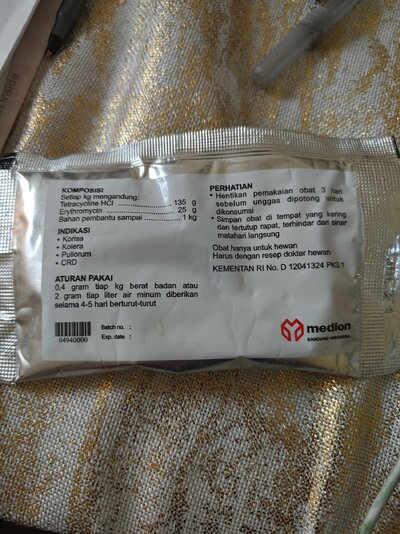 KOMPOSISI
Setiap kg mengandung:
Tetracycline HCl ............ 135 g
Erythromycin ................. 25 g
Bahan pembantu sampai ........ 1 kg
INDIKASI
• Korisa
• Kolera
• Pullorum
• CRD
ATURAN PAKAI
0,4 gram tiap kg berat badan atau
2 gram tiap liter air minum diberikan
selama 4-5 hari berturut-turut
94940000
Batch no. :
Exp. date :
PERHATIAN
• Hentikan pemakaian obat 3 hari
sebelum unggas dipotong untuk
dikonsumsi
• Simpan obat di tempat yang kering
dan tertutup rapat, terhindar dari sinar
matahari langsung
Obat hanya untuk hewan
Harus dengan resep dokter hewan
KEMENTAN RI No. D 12041324 PKS.1
medion
BANDUNG-INDONESIA